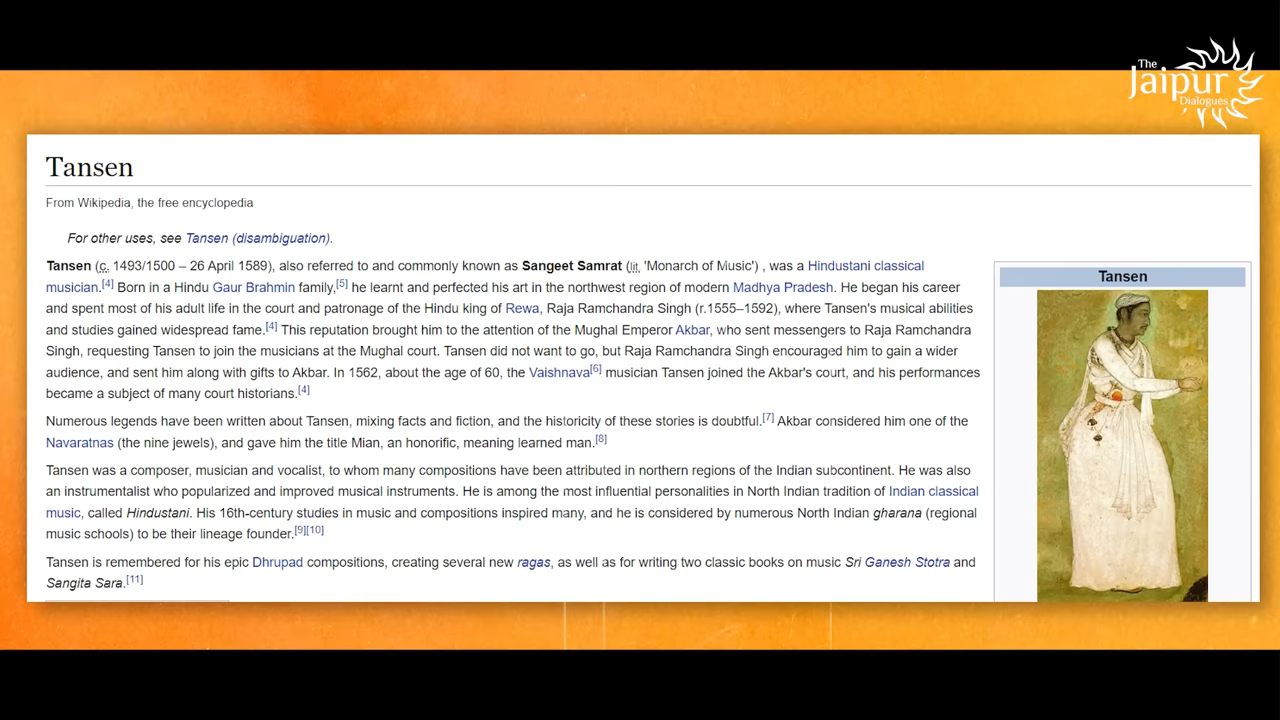 The
Jaipur
Dialogues
Tansen
From Wikipedia, the free encyclopedia
For other uses, see Tansen (disambiguation).
Tansen (c. 1493/1500 – 26 April 1589), also referred to and commonly known as Sangeet Samrat (lit. 'Monarch of Music') , was a Hindustani classical
musician.[4] Born in a Hindu Gaur Brahmin family,[5] he learnt and perfected his art in the northwest region of modern Madhya Pradesh. He began his career
and spent most of his adult life in the court and patronage of the Hindu king of Rewa, Raja Ramchandra Singh (r.1555–1592), where Tansen's musical abilities
and studies gained widespread fame.[4] This reputation brought him to the attention of the Mughal Emperor Akbar, who sent messengers to Raja Ramchandra
Singh, requesting Tansen to join the musicians at the Mughal court. Tansen did not want to go, but Raja Ramchandra Singh encouraged him to gain a wider
audience, and sent him along with gifts to Akbar. In 1562, about the age of 60, the Vaishnava[6] musician Tansen joined the Akbar's court, and his performances
became a subject of many court historians.[4]
Numerous legends have been written about Tansen, mixing facts and fiction, and the historicity of these stories is doubtful.[7] Akbar considered him one of the
Navaratnas (the nine jewels), and gave him the title Mian, an honorific, meaning learned man.[8]
Tansen was a composer, musician and vocalist, to whom many compositions have been attributed in northern regions of the Indian subcontinent. He was also
an instrumentalist who popularized and improved musical instruments. He is among the most influential personalities in North Indian tradition of Indian classical
music, called Hindustani. His 16th-century studies in music and compositions inspired many, and he is considered by numerous North Indian gharana (regional
music schools) to be their lineage founder.[9][10]
Tansen is remembered for his epic Dhrupad compositions, creating several new ragas, as well as for writing two classic books on music Sri Ganesh Stotra and
Sangita Sara.[11]
Tansen